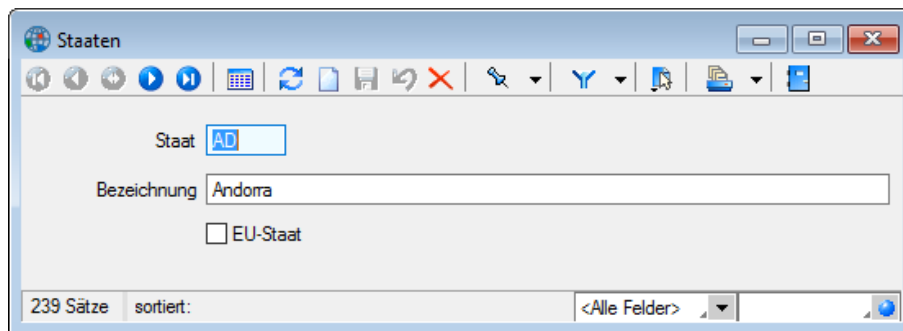 Staaten
Staat AD
Bezeichnung Andorra
EU-Staat
239 Sätze sortiert: <Alle Felder>